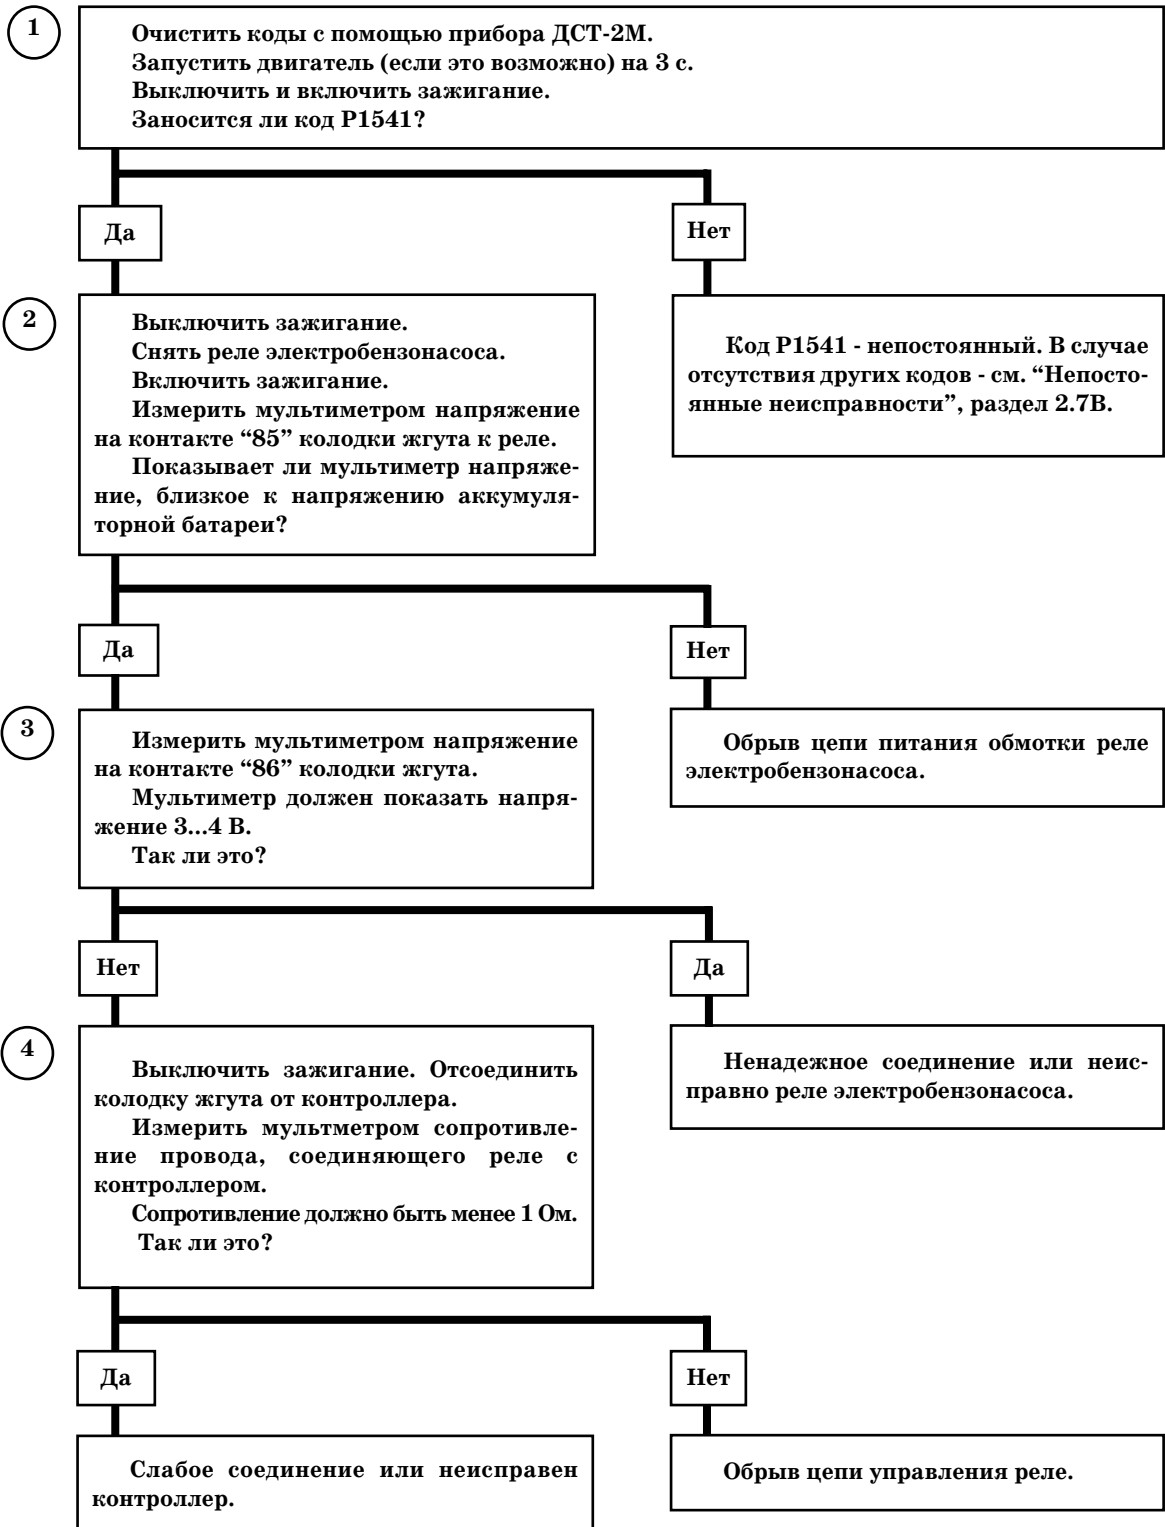 1
Очистить коды с помощью прибора ДСТ-2М.
Запустить двигатель (если это возможно) на 3 с.
Выключить и включить зажигание.
Заносится ли код Р1541?
Да
Нет
2
Выключить зажигание.
Снять реле электробензонасоса.
Включить зажигание.
Измерить мультиметром напряжение
на контакте “85” колодки жгута к реле.
Показывает ли мультиметр напряже-
ние, близкое к напряжению аккумуля-
торной батареи?
Код Р1541 - непостоянный. В случае
отсутствия других кодов - см. “Непосто-
янные неисправности”, раздел 2.7В.
Да
Нет
3
Измерить мультиметром напряжение
на контакте “86” колодки жгута.
Мультиметр должен показать напря-
жение 3...4 В.
Так ли это?
Обрыв цепи питания обмотки реле
электробензонасоса.
Нет
Да
4
Выключить зажигание. Отсоединить
колодку жгута от контроллера.
Измерить мультметром сопротивле-
ние провода, соединяющего реле с
контроллером.
Сопротивление должно быть менее 1 Ом.
Так ли это?
Ненадежное соединение или неис-
правно реле электробензонасоса.
Да
Нет
Слабое соединение или неисправен
контроллер.
Обрыв цепи управления реле.